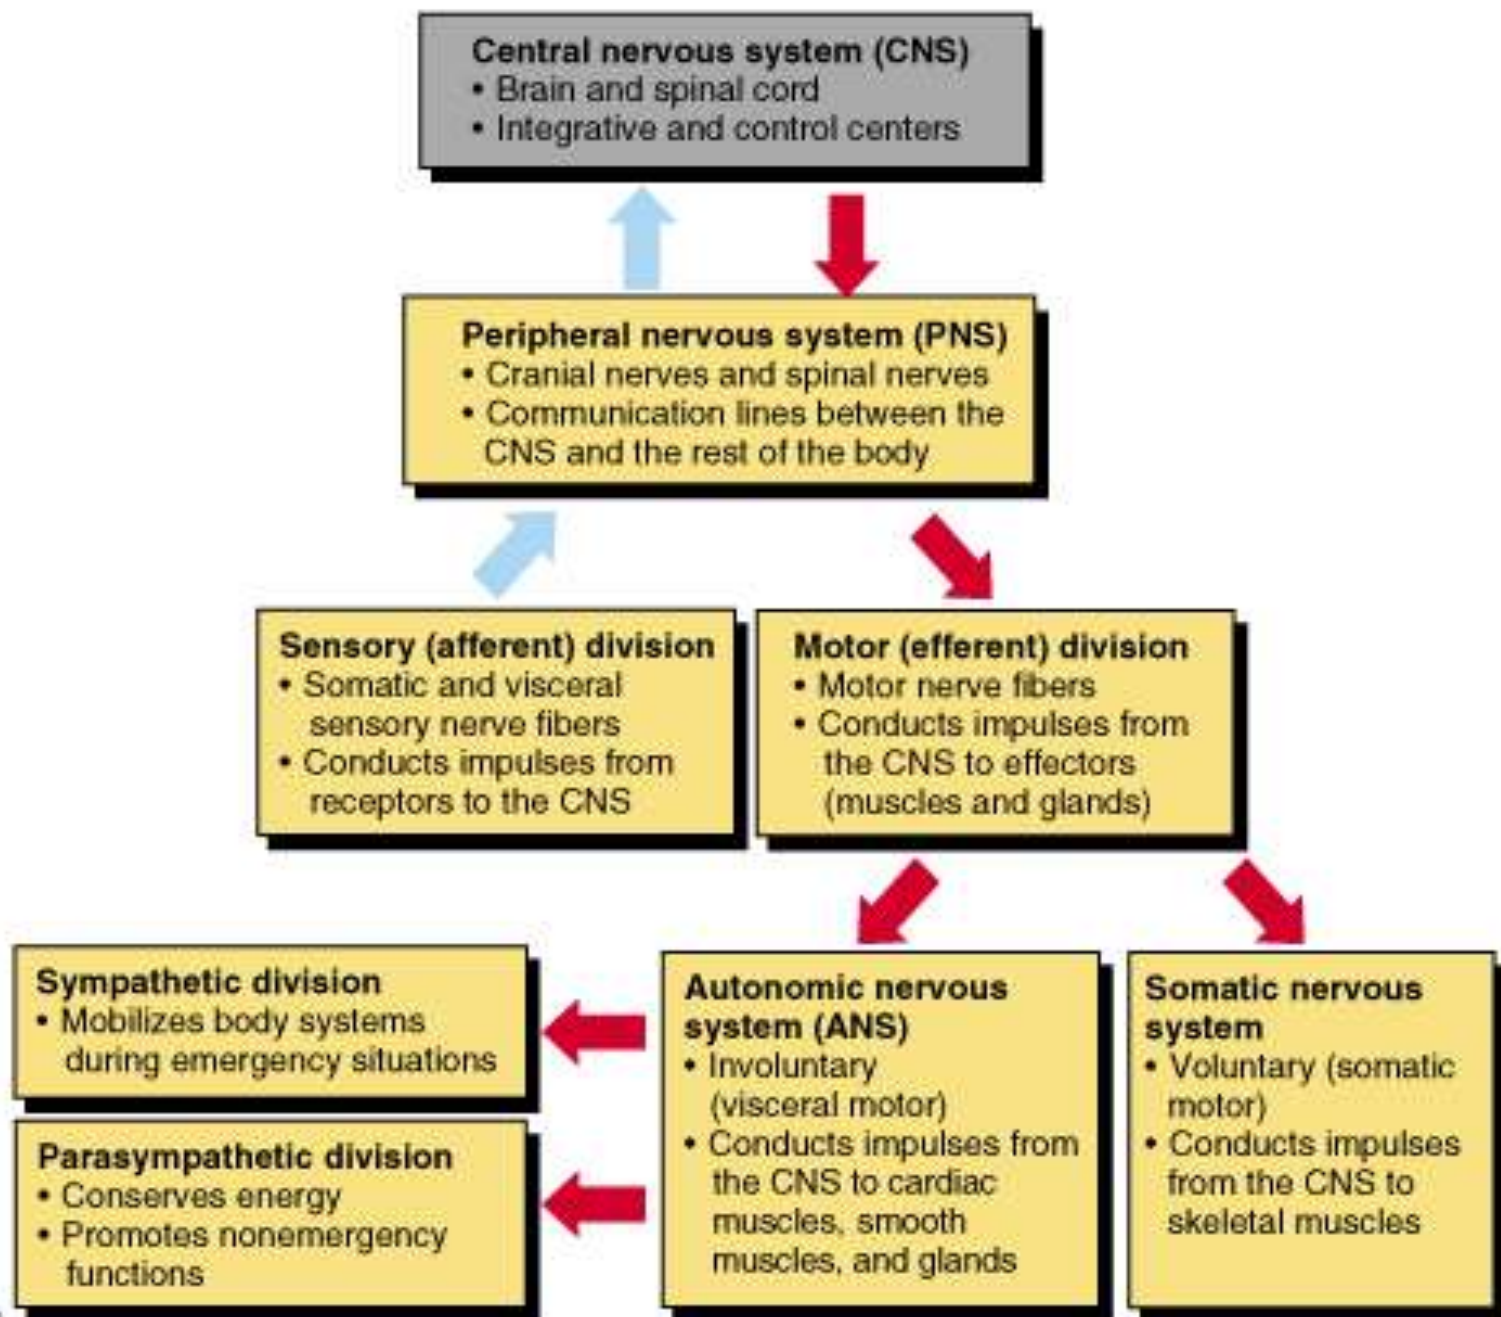 Central nervous system (CNS)
• Brain and spinal cord
• Integrative and control centers
Peripheral nervous system (PNS)
• Cranial nerves and spinal nerves
• Communication lines between the
CNS and the rest of the body
Sensory (afferent) division
• Somatic and visceral
sensory nerve fibers
• Conducts impulses from
receptors to the CNS
Motor (efferent) division
• Motor nerve fibers
• Conducts impulses from
the CNS to effectors
(muscles and glands)
Sympathetic division
• Mobilizes body systems
during emergency situations
Parasympathetic division
• Conserves energy
• Promotes nonemergency
functions
Autonomic nervous
system (ANS)
• Involuntary
(visceral motor)
• Conducts impulses from
the CNS to cardiac
muscles, smooth
muscles, and glands
Somatic nervous
system
• Voluntary (somatic
motor)
• Conducts impulses
from the CNS to
skeletal muscles